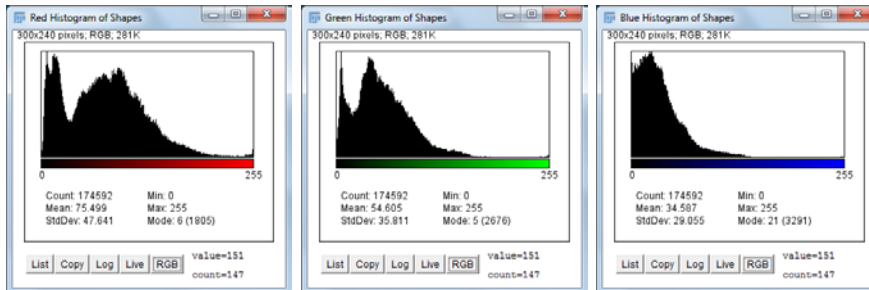 Red Histogram of Shapes
300x240 pixels; RGB; 281K
0 255
Count: 174592 Min: 0
Mean: 75.499 Max: 255
StdDev: 47.641 Mode: 6 (1805)
List Copy Log Live RGB value=151
count=147
Green Histogram of Shapes
300x240 pixels; RGB; 281K
0 255
Count: 174592 Min: 0
Mean: 54.605 Max: 255
StdDev: 35.811 Mode: 5 (2676)
List Copy Log Live RGB value=151
count=147
Blue Histogram of Shapes
300x240 pixels; RGB; 281K
0 255
Count: 174592 Min: 0
Mean: 34.587 Max: 255
StdDev: 29.055 Mode: 21 (3291)
List Copy Log Live RGB value=151
count=147